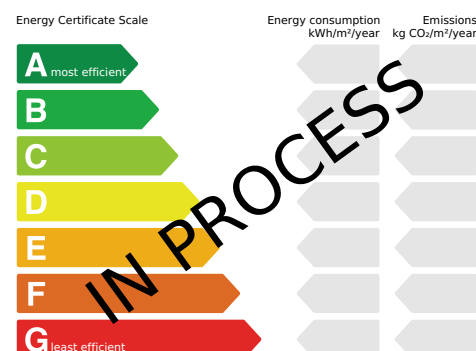 Energy Certificate Scale
Energy consumption
kWh/m²/year
Emissions
kg CO₂/m²/year
A most efficient
B
C
D
E
F
G least efficient
IN PROCESS